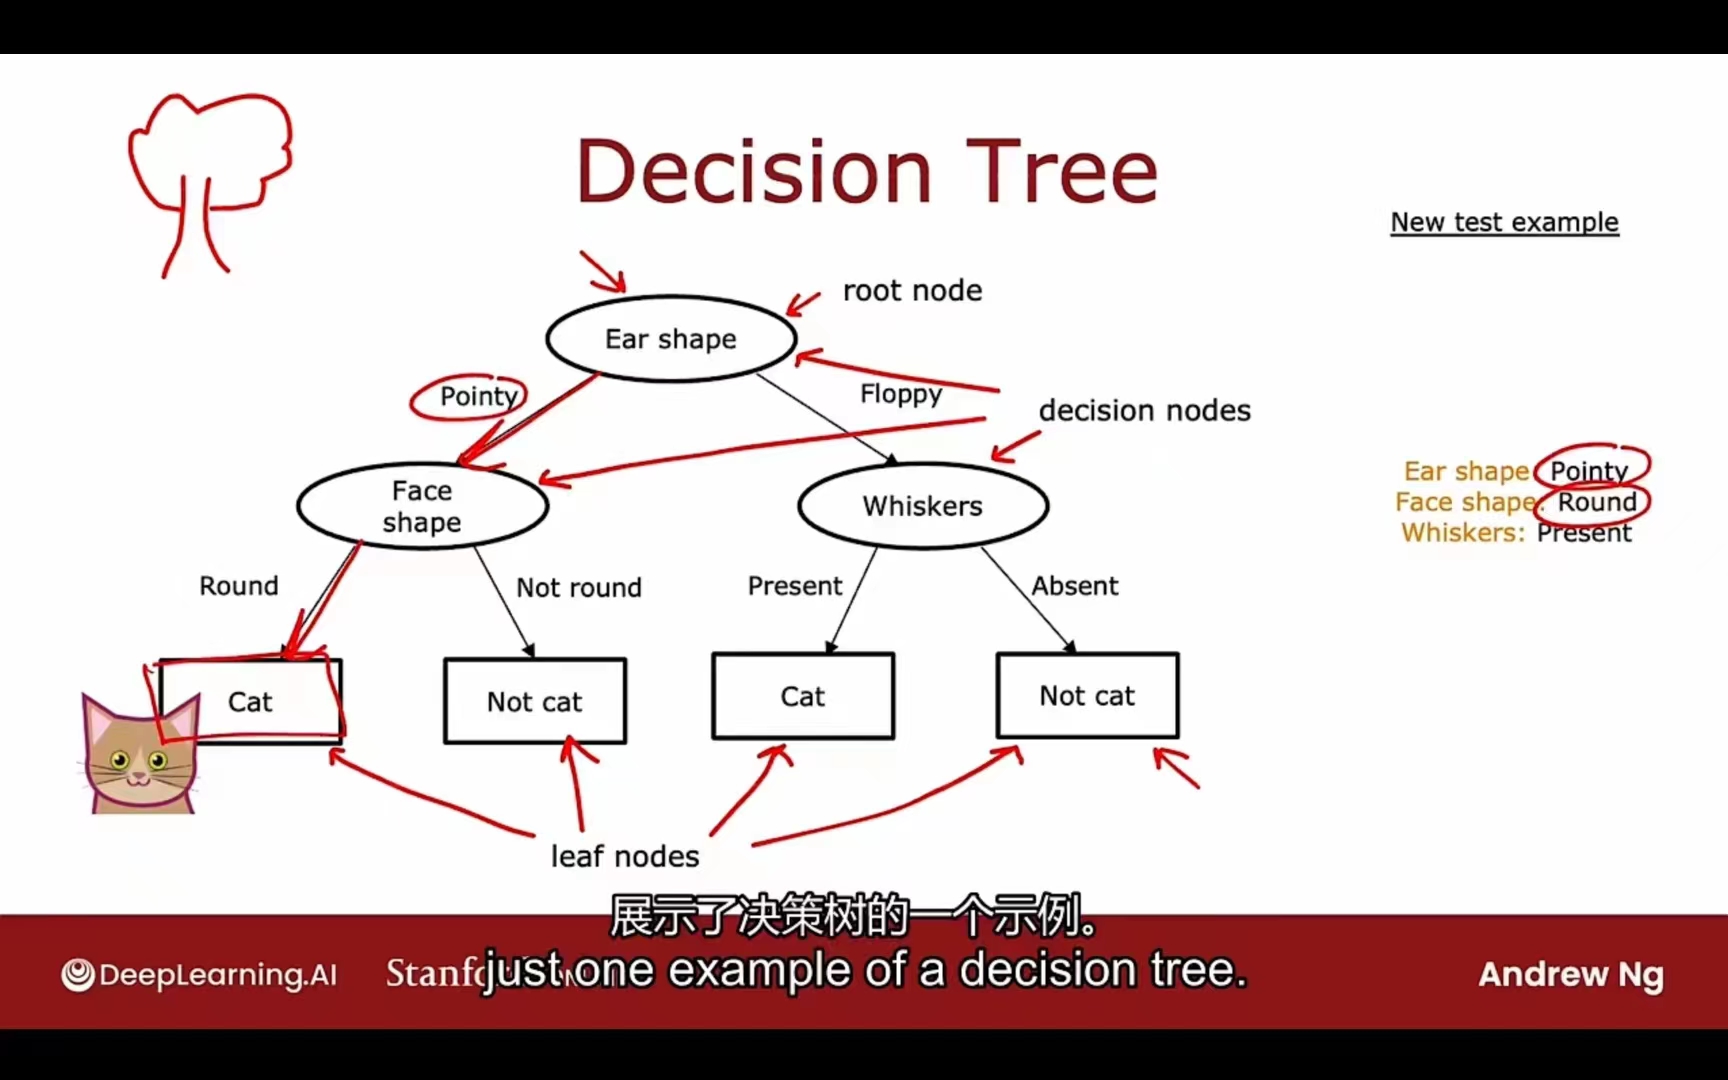 Decision Tree
New test example
root node
Ear shape
Pointy
Floppy
decision nodes
Ear shape: Pointy
Face shape: Round
Whiskers: Present
Face
shape
Whiskers
Round
Not round
Present
Absent
Cat
Not cat
Cat
Not cat
leaf nodes
展示了决策树的一个示例。
just one example of a decision tree.
DeepLearning.AI
Andrew Ng